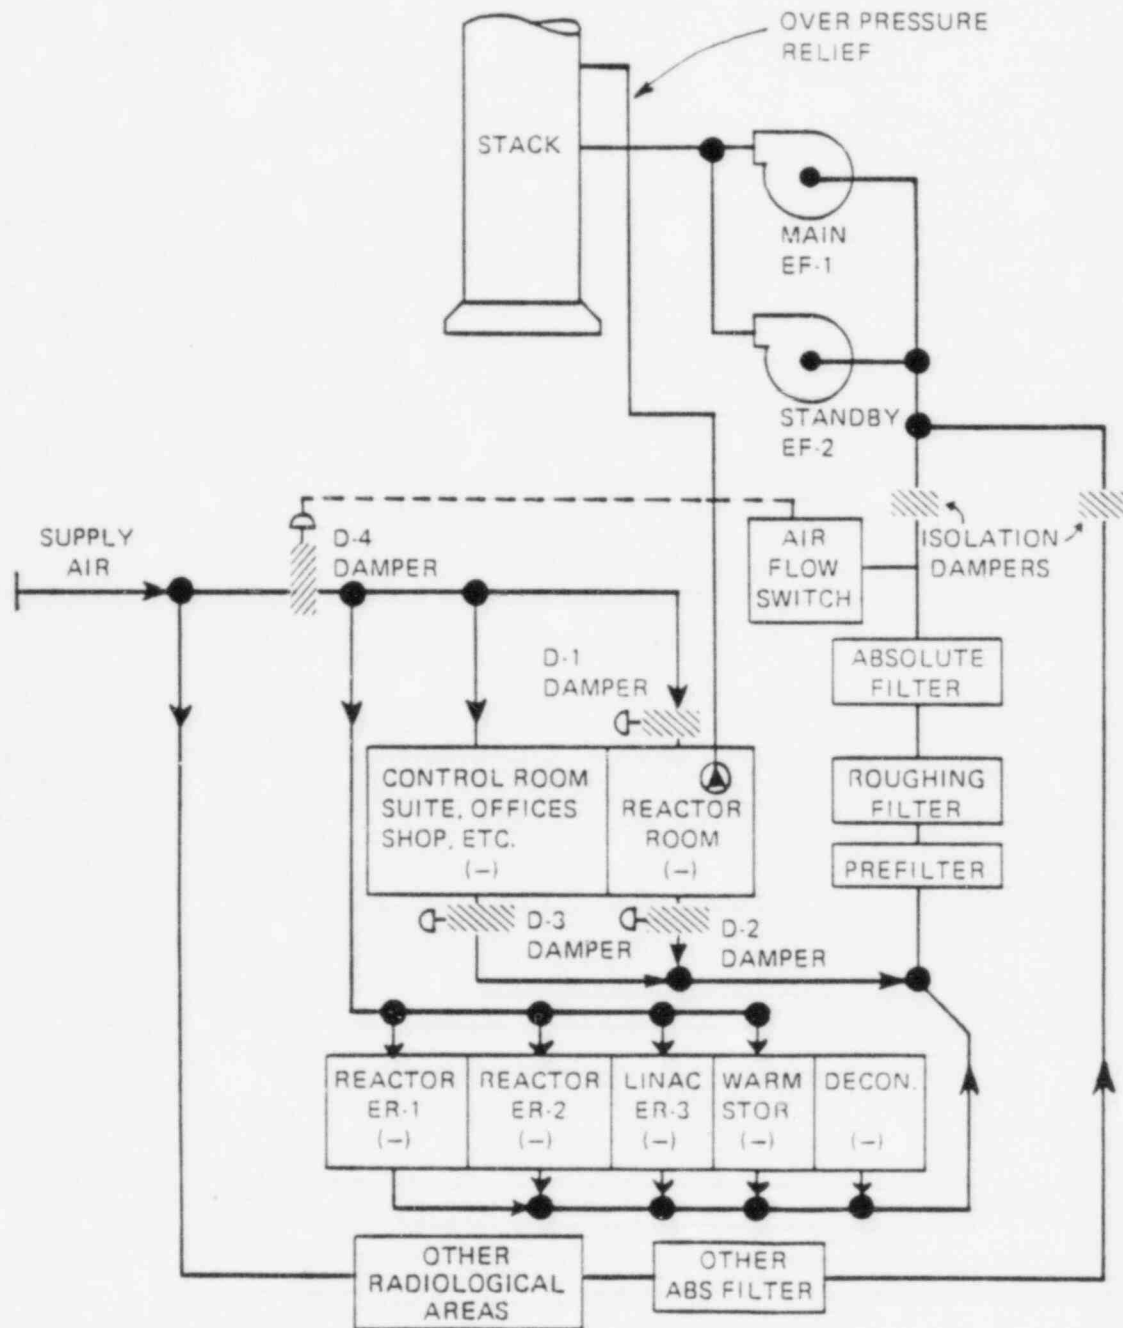 OVER PRESSURE
RELIEF
STACK
MAIN
EF-1
STANDBY
EF-2
SUPPLY
AIR
D-4
DAMPER
AIR
FLOW
SWITCH
ISOLATION
DAMPERS
D-1
DAMPER
ABSOLUTE
FILTER
CONTROL ROOM
SUITE, OFFICES
SHOP, ETC.
(-)
REACTOR
ROOM
(-)
ROUGHING
FILTER
PREFILTER
D-3
DAMPER
D-2
DAMPER
REACTOR
ER-1
(-)
REACTOR
ER-2
(-)
LINAC
ER-3
(-)
WARM
STOR
(-)
DECON.
(-)
OTHER
RADIOLOGICAL
AREAS
OTHER
ABS FILTER